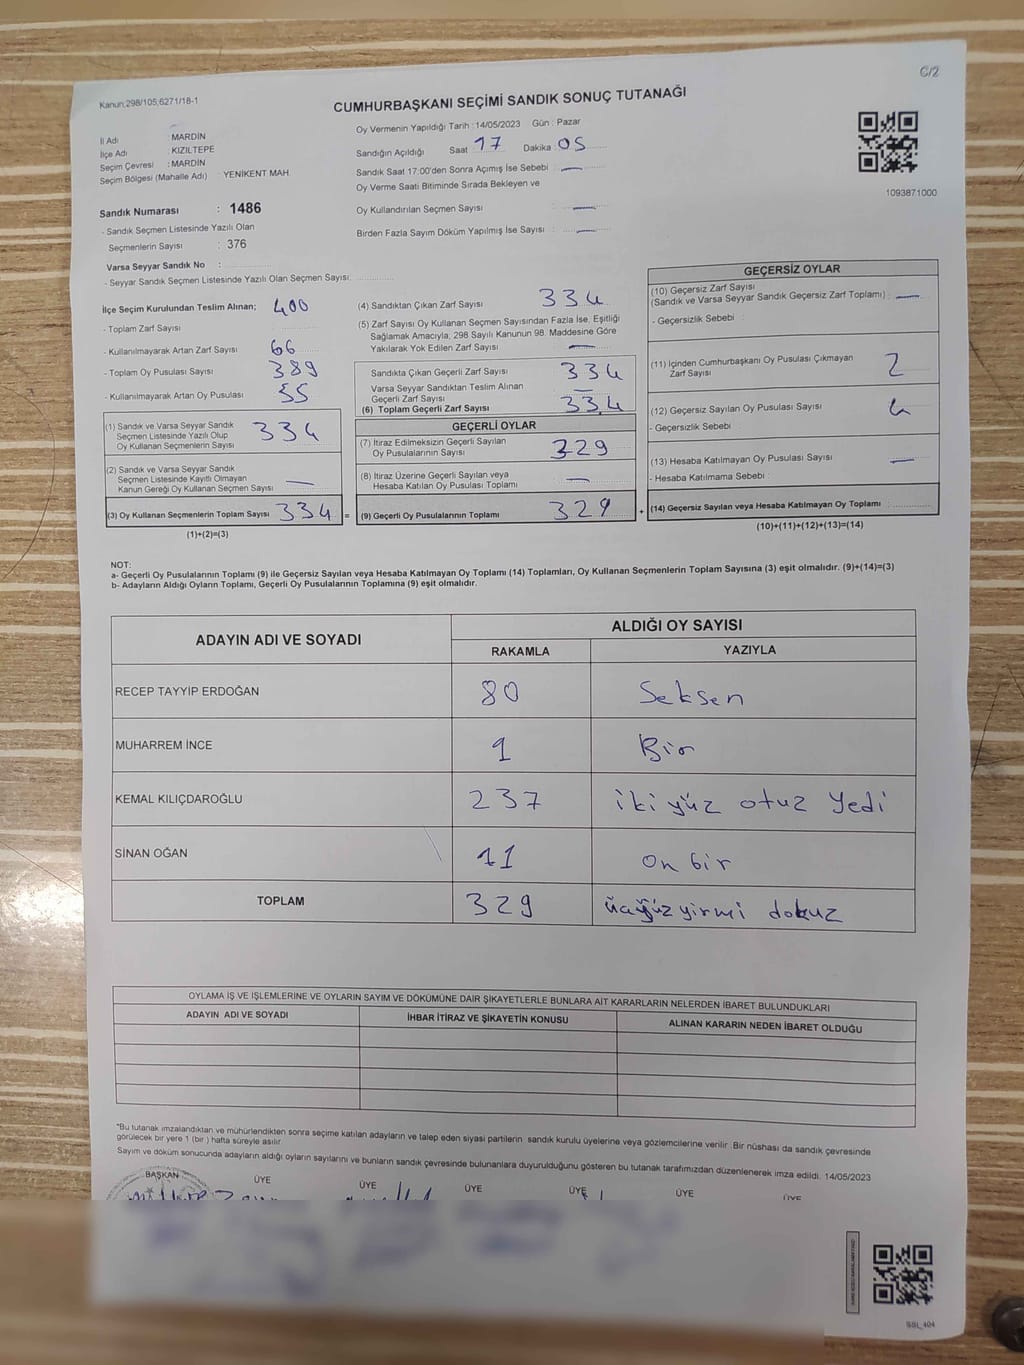 Kanun;298/105;6271/18-1
C/2
CUMHURBAŞKANI SEÇİMİ SANDIK SONUÇ TUTANAĞI
İl Adı : MARDİN
İlçe Adı : KIZILTEPE
Seçim Çevresi : MARDİN
Seçim Bölgesi (Mahalle Adı) : YENİKENT MAH.
Sandık Numarası : 1486
- Sandık Seçmen Listesinde Yazılı Olan
Seçmenlerin Sayısı : 376
Varsa Seyyar Sandık No :
- Seyyar Sandık Seçmen Listesinde Yazılı Olan Seçmen Sayısı:
Oy Vermenin Yapıldığı Tarih : 14/05/2023 Gün : Pazar
Sandığın Açıldığı Saat 17 Dakika 05
Sandık Saat 17:00'den Sonra Açımış İse Sebebi : —
Oy Verme Saati Bitiminde Sırada Bekleyen ve
Oy Kullandırılan Seçmen Sayısı : —
Birden Fazla Sayım Döküm Yapılmış İse Sayısı : —
1093871000
İlçe Seçim Kurulundan Teslim Alınan; 400
- Toplam Zarf Sayısı
- Kullanılmayarak Artan Zarf Sayısı 66
- Toplam Oy Pusulası Sayısı 389
- Kullanılmayarak Artan Oy Pusulası 55
(1) Sandık ve Varsa Seyyar Sandık
Seçmen Listesinde Yazılı Olup
Oy Kullanan Seçmenlerin Sayısı 334
(2) Sandık ve Varsa Seyyar Sandık
Seçmen Listesinde Kayıtlı Olmayan
Kanun Gereği Oy Kullanan Seçmen Sayısı —
(3) Oy Kullanan Seçmenlerin Toplam Sayısı 334 =
(1)+(2)=(3)
(4) Sandıktan Çıkan Zarf Sayısı 334
(5) Zarf Sayısı Oy Kullanan Seçmen Sayısından Fazla İse, Eşitliği
Sağlamak Amacıyla, 298 Sayılı Kanunun 98. Maddesine Göre
Yakılarak Yok Edilen Zarf Sayısı —
Sandıkta Çıkan Geçerli Zarf Sayısı 334
Varsa Seyyar Sandıktan Teslim Alınan
Geçerli Zarf Sayısı —
(6) Toplam Geçerli Zarf Sayısı 334
GEÇERLİ OYLAR
(7) İtiraz Edilmeksizin Geçerli Sayılan
Oy Pusulalarının Sayısı 329
(8) İtiraz Üzerine Geçerli Sayılan veya
Hesaba Katılan Oy Pusulası Toplamı —
(9) Geçerli Oy Pusulalarının Toplamı 329 +
GEÇERSİZ OYLAR
(10) Geçersiz Zarf Sayısı
(Sandık ve Varsa Seyyar Sandık Geçersiz Zarf Toplamı) : —
- Geçersizlik Sebebi :
(11) İçinden Cumhurbaşkanı Oy Pusulası Çıkmayan
Zarf Sayısı 2
(12) Geçersiz Sayılan Oy Pusulası Sayısı 4
- Geçersizlik Sebebi
(13) Hesaba Katılmayan Oy Pusulası Sayısı —
- Hesaba Katılmama Sebebi
(14) Geçersiz Sayılan veya Hesaba Katılmayan Oy Toplamı
(10)+(11)+(12)+(13)=(14)
NOT:
a- Geçerli Oy Pusulalarının Toplamı (9) ile Geçersiz Sayılan veya Hesaba Katılmayan Oy Toplamı (14) Toplamları, Oy Kullanan Seçmenlerin Toplam Sayısına (3) eşit olmalıdır. (9)+(14)=(3)
b- Adayların Aldığı Oyların Toplamı, Geçerli Oy Pusulalarının Toplamına (9) eşit olmalıdır.
ADAYIN ADI VE SOYADI ALDIĞI OY SAYISI
RAKAMLA YAZIYLA
RECEP TAYYİP ERDOĞAN 80 Seksen
MUHARREM İNCE 1 Bir
KEMAL KILIÇDAROĞLU 237 iki yüz otuz yedi
SİNAN OĞAN 11 On bir
TOPLAM 329 üçyüz yirmi dokuz
OYLAMA İŞ VE İŞLEMLERİNE VE OYLARIN SAYIM VE DÖKÜMÜNE DAİR ŞİKAYETLERLE BUNLARA AİT KARARLARIN NELERDEN İBARET BULUNDUKLARI
ADAYIN ADI VE SOYADI İHBAR İTİRAZ VE ŞİKAYETİN KONUSU ALINAN KARARIN NEDEN İBARET OLDUĞU
*Bu tutanak imzalandıktan ve mühürlendikten sonra seçime katılan adayların ve talep eden siyasi partilerin sandık kurulu üyelerine veya gözlemcilerine verilir. Bir nüshası da sandık çevresinde
görülecek bir yere 1 (bir ) hafta süreyle asılır.
Sayım ve döküm sonucunda adayların aldığı oyların sayılarını ve bunların sandık çevresinde bulunanlara duyurulduğunu gösteren bu tutanak tarafımızdan düzenlenerek imza edildi. 14/05/2023
BAŞKAN ÜYE ÜYE ÜYE ÜYE ÜYE ÜYE
SSL_404